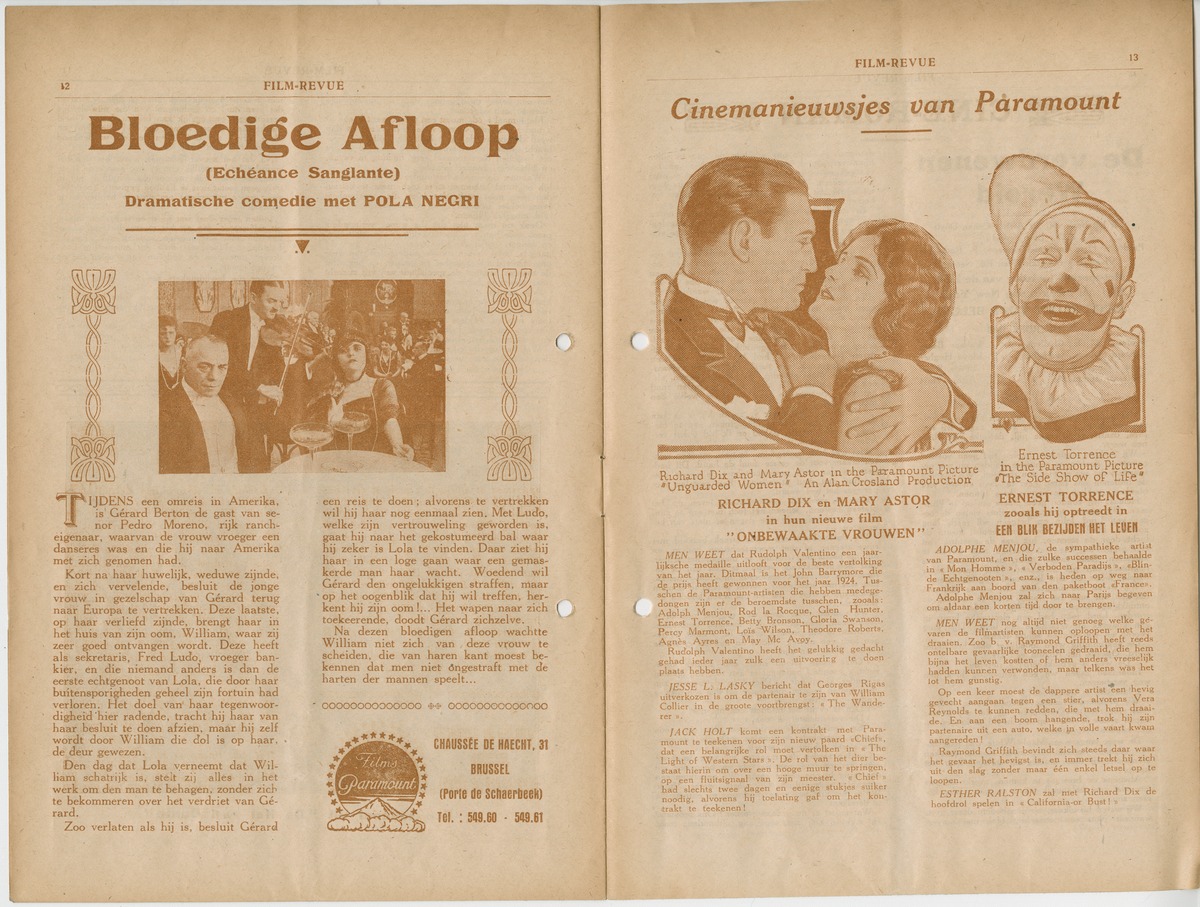 12
FILM-REVUE
Bloedige Afloop
(Echéance Sanglante)
Dramatische comedie met POLA NEGRI
TIJDENS een omreis in Amerika,
is Gérard Berton de gast van se-
nor Pedro Moreno, rijk ranch-
eigenaar, waarvan de vrouw vroeger een
danseres was en die hij naar Amerika
met zich genomen had.
Kort na haar huwelijk, weduwe zijnde,
en zich vervelende, besluit de jonge
vrouw in gezelschap van Gérard terug
naar Europa te vertrekken. Deze laatste,
op haar verliefd zijnde, brengt haar in
het huis van zijn oom, William, waar zij
zeer goed ontvangen wordt. Deze heeft
als sekretaris, Fred Ludo, vroeger ban-
kier, en die niemand anders is dan de
eerste echtgenoot van Lola, die door haar
buitensporigheden geheel zijn fortuin had
verloren. Het doel van haar tegenwoor-
digheid hier radende, tracht hij haar van
haar besluit te doen afzien, maar hij zelf
wordt door William die dol is op haar,
de deur gewezen.
Den dag dat Lola verneemt dat Wil-
liam schatrijk is, stelt zij alles in het
werk om den man te behagen, zonder zich
te bekommeren over het verdriet van Gé-
rard.
Zoo verlaten als hij is, besluit Gérard
een reis te doen; alvorens te vertrekken
wil hij haar nog eenmaal zien. Met Ludo,
welke zijn vertrouweling geworden is,
gaat hij naar het gekostumeerd bal waar
hij zeker is Lola te vinden. Daar ziet hij
haar in een loge gaan waar een gemas-
kerde man haar wacht. Woedend wil
Gérard den ongelukkigen straffen, maar
op het oogenblik dat hij wil treffen, her-
kent hij zijn oom!... Het wapen naar zich
toekeerende, doodt Gérard zichzelve.
Na dezen bloedigen afloop wachtte
William niet zich van deze vrouw te
scheiden, die van haren kant moest be-
kennen dat men niet ongestraft met de
harten der mannen speelt...
Films
Paramount
CHAUSSÉE DE HAECHT, 31
BRUSSEL
(Porte de Schaerbeek)
Tel. : 549.60 - 549.61
FILM-REVUE
13
Cinemanieuwsjes van Paramount
Richard Dix and Mary Astor in the Paramount Picture
"Unguarded Women" An Alan Crosland Production
RICHARD DIX en MARY ASTOR
in hun nieuwe film
"ONBEWAAKTE VROUWEN"
Ernest Torrence
in the Paramount Picture
"The Side Show of Life"
ERNEST TORRENCE
zooals hij optreedt in
EEN BLIK BEZIJDEN HET LEVEN
MEN WEET dat Rudolph Valentino een jaar-
lijksche medaille uitlooft voor de beste vertolking
van het jaar. Ditmaal is het John Barrymore die
de prijs heeft gewonnen voor het jaar 1924. Tus-
schen de Paramount-artisten die hebben medege-
dongen zijn er de beroemdste tusschen, zooals:
Adolph Menjou, Rod la Rocque, Glen Hunter,
Ernest Torrence, Betty Bronson, Gloria Swanson,
Percy Marmont, Loïs Wilson, Theodore Roberts,
Agnès Ayres en May Mc Avoy.
Rudolph Valentino heeft het gelukkig gedacht
gehad ieder jaar zulk een uitvoering te doen
plaats hebben.
JESSE L. LASKY bericht dat Georges Rigas
uitverkozen is om de partenair te zijn van William
Collier in de groote voortbrengst: « The Wande-
rer ».
JACK HOLT komt een kontrakt met Para-
mount te teekenen voor zijn nieuw paard «Chief»,
dat een belangrijke rol moet vertolken in « The
Light of Western Stars ». De rol van het dier be-
staat hierin om over een hooge muur te springen,
op een fluitsignaal van zijn meester. « Chief »
had slechts twee dagen en eenige stukjes suiker
noodig, alvorens hij toelating gaf om het kon-
trakt te teekenen!
ADOLPHE MENJOU, de sympathieke artist
van Paramount, en die zulke successen behaalde
in « Mon Homme », « Verboden Paradijs », «Blin-
de Echtgenooten », enz., is heden op weg naar
Frankrijk aan boord van den paketboot «France».
Adolphe Menjou zal zich naar Parijs begeven
om aldaar een korten tijd door te brengen.
MEN WEET nog altijd niet genoeg welke ge-
varen de filmartisten kunnen oploopen met het
draaien. Zoo b. v. Raymond Griffith heeft reeds
ontelbare gevaarlijke tooneelen gedraaid, die hem
bijna het leven kosten of hem anders vreeselijk
hadden kunnen verwonden, maar telkens was het
lot hem gunstig.
Op een keer moest de dappere artist een hevig
gevecht aangaan tegen een stier, alvorens Vera
Reynolds te kunnen redden, die met hem draai-
de. En aan een boom hangende, trok hij zijn
partenaire uit een auto, welke in volle vaart kwam
aangereden!
Raymond Griffith bevindt zich steeds daar waar
het gevaar het hevigst is, en immer trekt hij zich
uit den slag zonder maar één enkel letsel op te
loopen.
ESTHER RALSTON zal met Richard Dix de
hoofdrol spelen in « California-or Bust! »